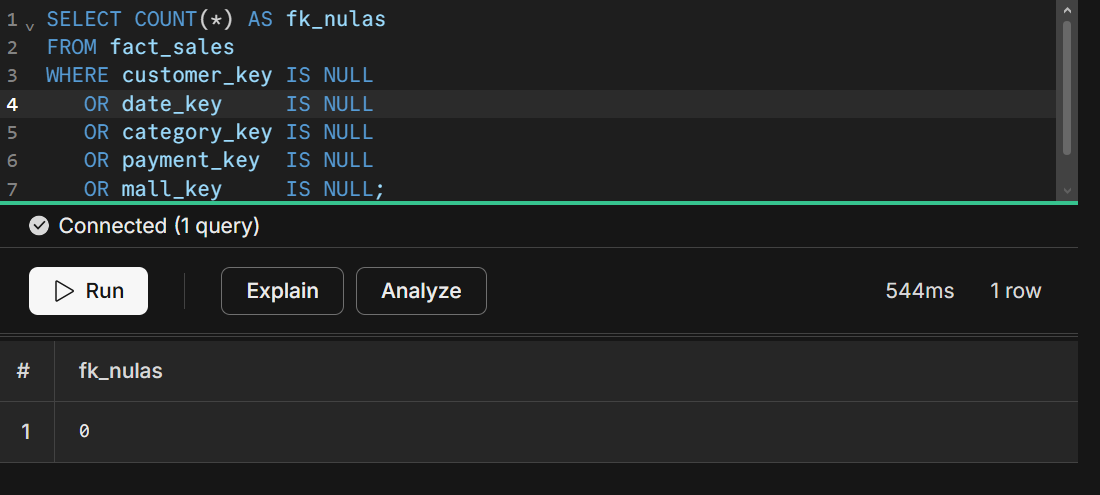 1 SELECT COUNT(*) AS fk_nulas
2 FROM fact_sales
3 WHERE customer_key IS NULL
4    OR date_key     IS NULL
5    OR category_key IS NULL
6    OR payment_key  IS NULL
7    OR mall_key     IS NULL;
Connected (1 query)
Run Explain Analyze 544ms 1 row
# fk_nulas
1 0